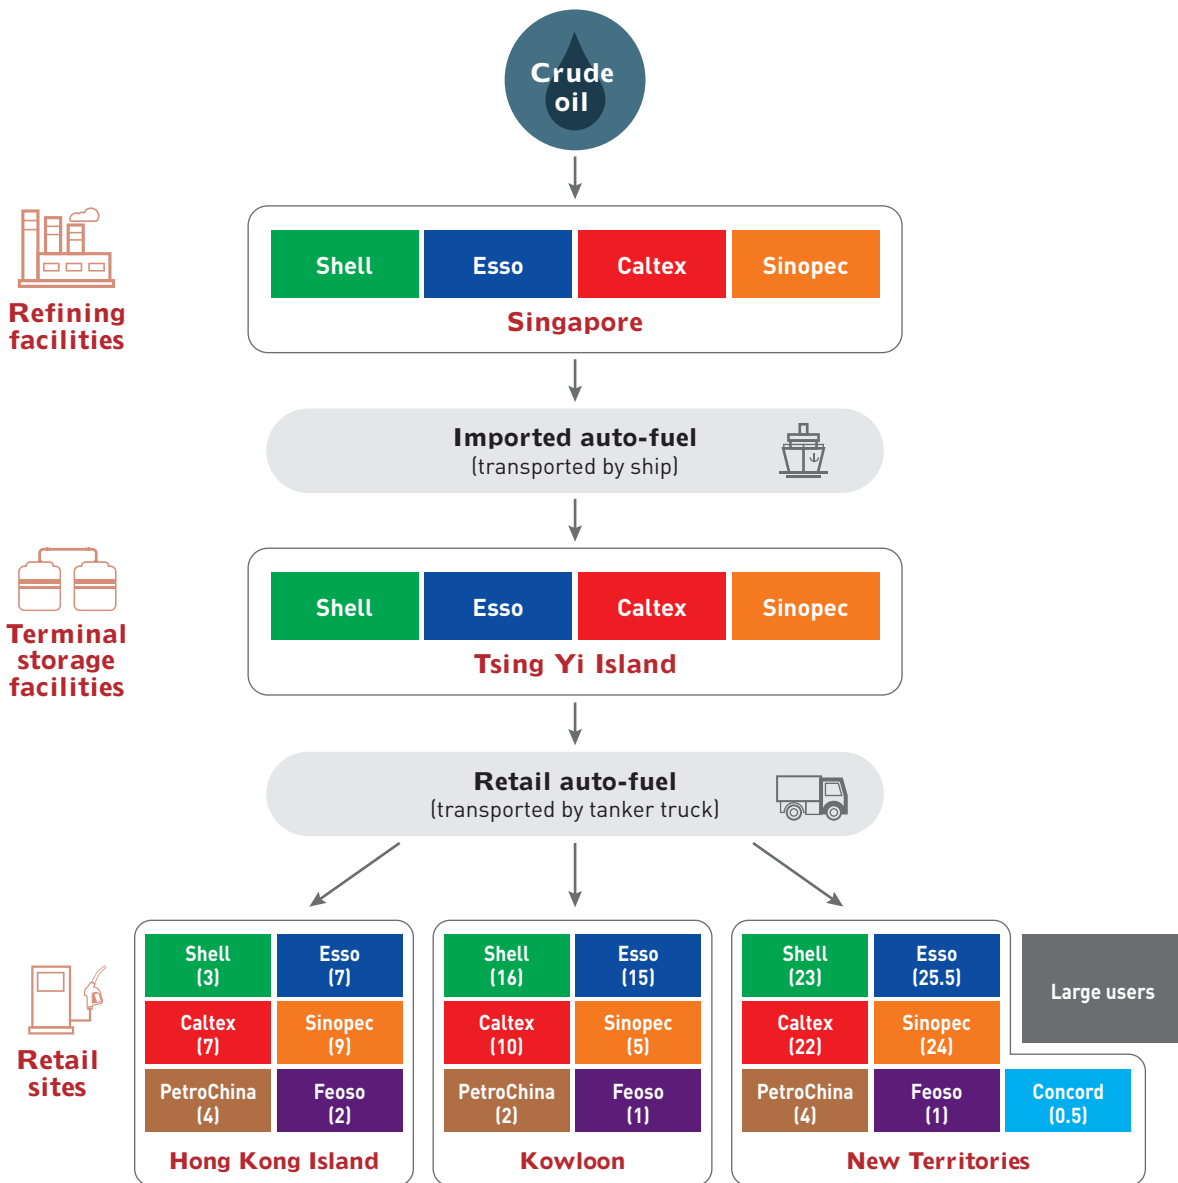 Crude
oil
Refining
facilities
Shell
Esso
Caltex
Sinopec
Singapore
Imported auto-fuel
(transported by ship)
Terminal
storage
facilities
Shell
Esso
Caltex
Sinopec
Tsing Yi Island
Retail auto-fuel
(transported by tanker truck)
Retail
sites
Shell
(3)
Esso
(7)
Caltex
(7)
Sinopec
(9)
PetroChina
(4)
Feoso
(2)
Hong Kong Island
Shell
(16)
Esso
(15)
Caltex
(10)
Sinopec
(5)
PetroChina
(2)
Feoso
(1)
Kowloon
Shell
(23)
Esso
(25.5)
Caltex
(22)
Sinopec
(24)
PetroChina
(4)
Feoso
(1)
Concord
(0.5)
New Territories
Large users